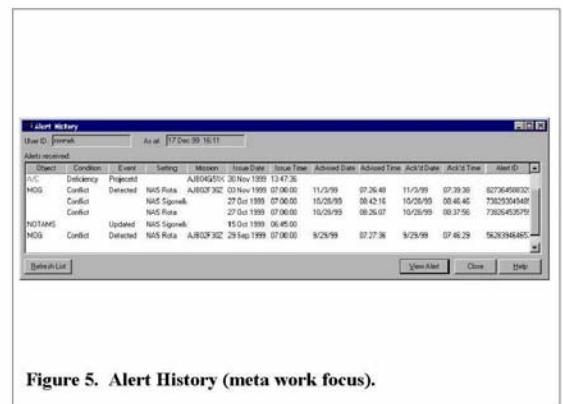 Alert History
User ID: As at: 17 Dec 99 16:11
Alerts received:
Object Condition Event Setting Mission Issue Date Issue Time Advised Date Advised Time Ack'd Date Ack'd Time Alert ID
A/C Deficiency 30 Nov 1999 13:47:36
MOG Conflict Detected NAS Rota 03 Nov 1999 07:00:00 11/3/99 07:26:48 11/3/99 07:39:38
Conflict NAS Sigonella 27 Oct 1999 07:00:00 10/28/99 08:42:16 10/28/99 08:46:46
Conflict NAS Rota 27 Oct 1999 07:00:00 10/28/99 08:26:07 10/28/99 08:37:56
NOTAMS Updated NAS Sigonella 15 Oct 1999 06:45:00
MOG Conflict Detected NAS Rota 29 Sep 1999 07:00:00 9/29/99 07:27:36 9/29/99 07:46:29
Refresh List View Alert Close Help
Figure 5. Alert History (meta work focus).